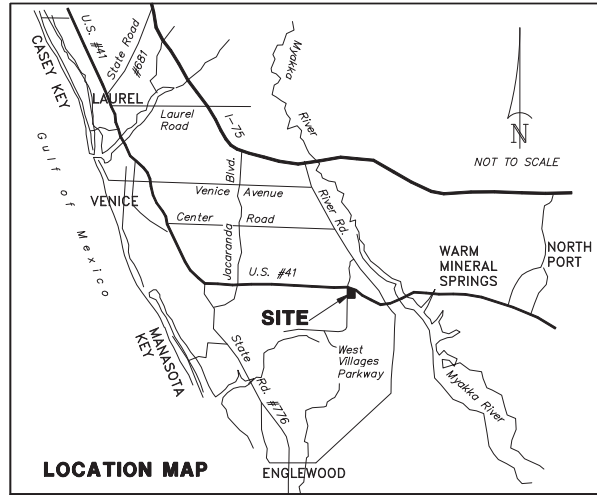 U.S. #41
State Road
#681
CASEY KEY
LAUREL
Laurel
Road
I-75
Myakka
River
N
NOT TO SCALE
Gulf of Mexico
VENICE
Venice Avenue
Center Road
Jacaranda Blvd.
River Rd.
U.S. #41
WARM
MINERAL
SPRINGS
NORTH
PORT
SITE
MANASOTA
KEY
State
Rd. #776
West
Villages
Parkway
Myakka River
LOCATION MAP
ENGLEWOOD